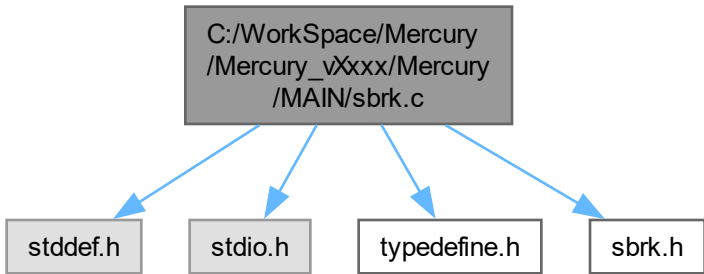 C:/WorkSpace/Mercury
/Mercury_vXxxx/Mercury
/MAIN/sbrk.c
stddef.h
stdio.h
typedefine.h
sbrk.h